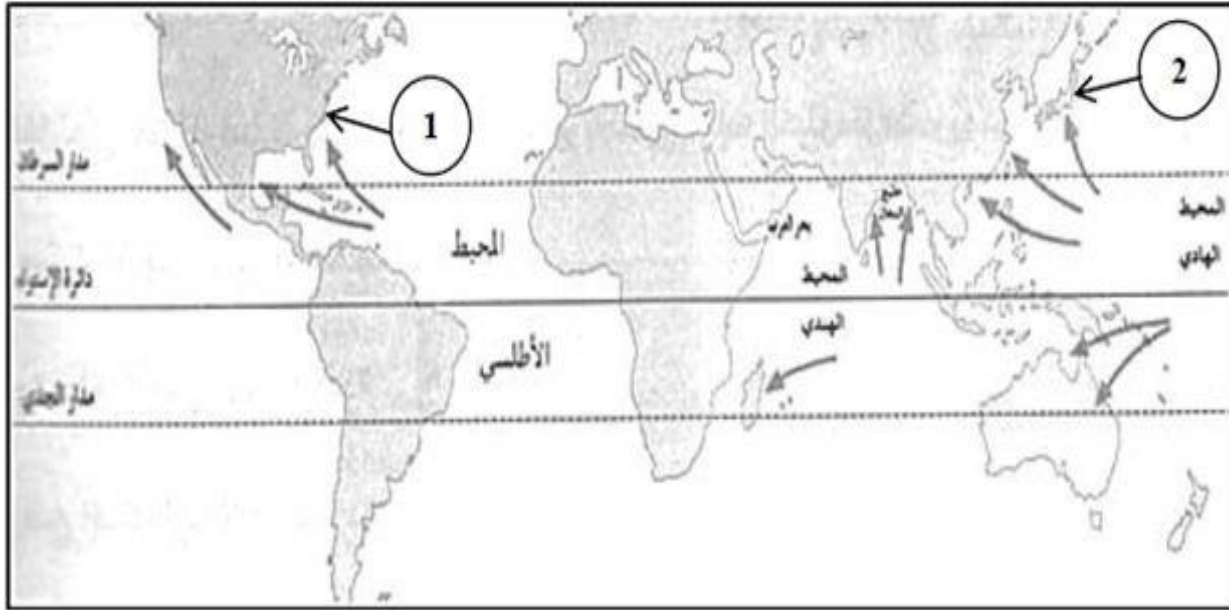 1
2
مدار السرطان
خليج
البنغال
بحر العرب
المحيط
الهادي
المحيط
دائرة الإستواء
المحيط
الهندي
الأطلسي
مدار الجدي